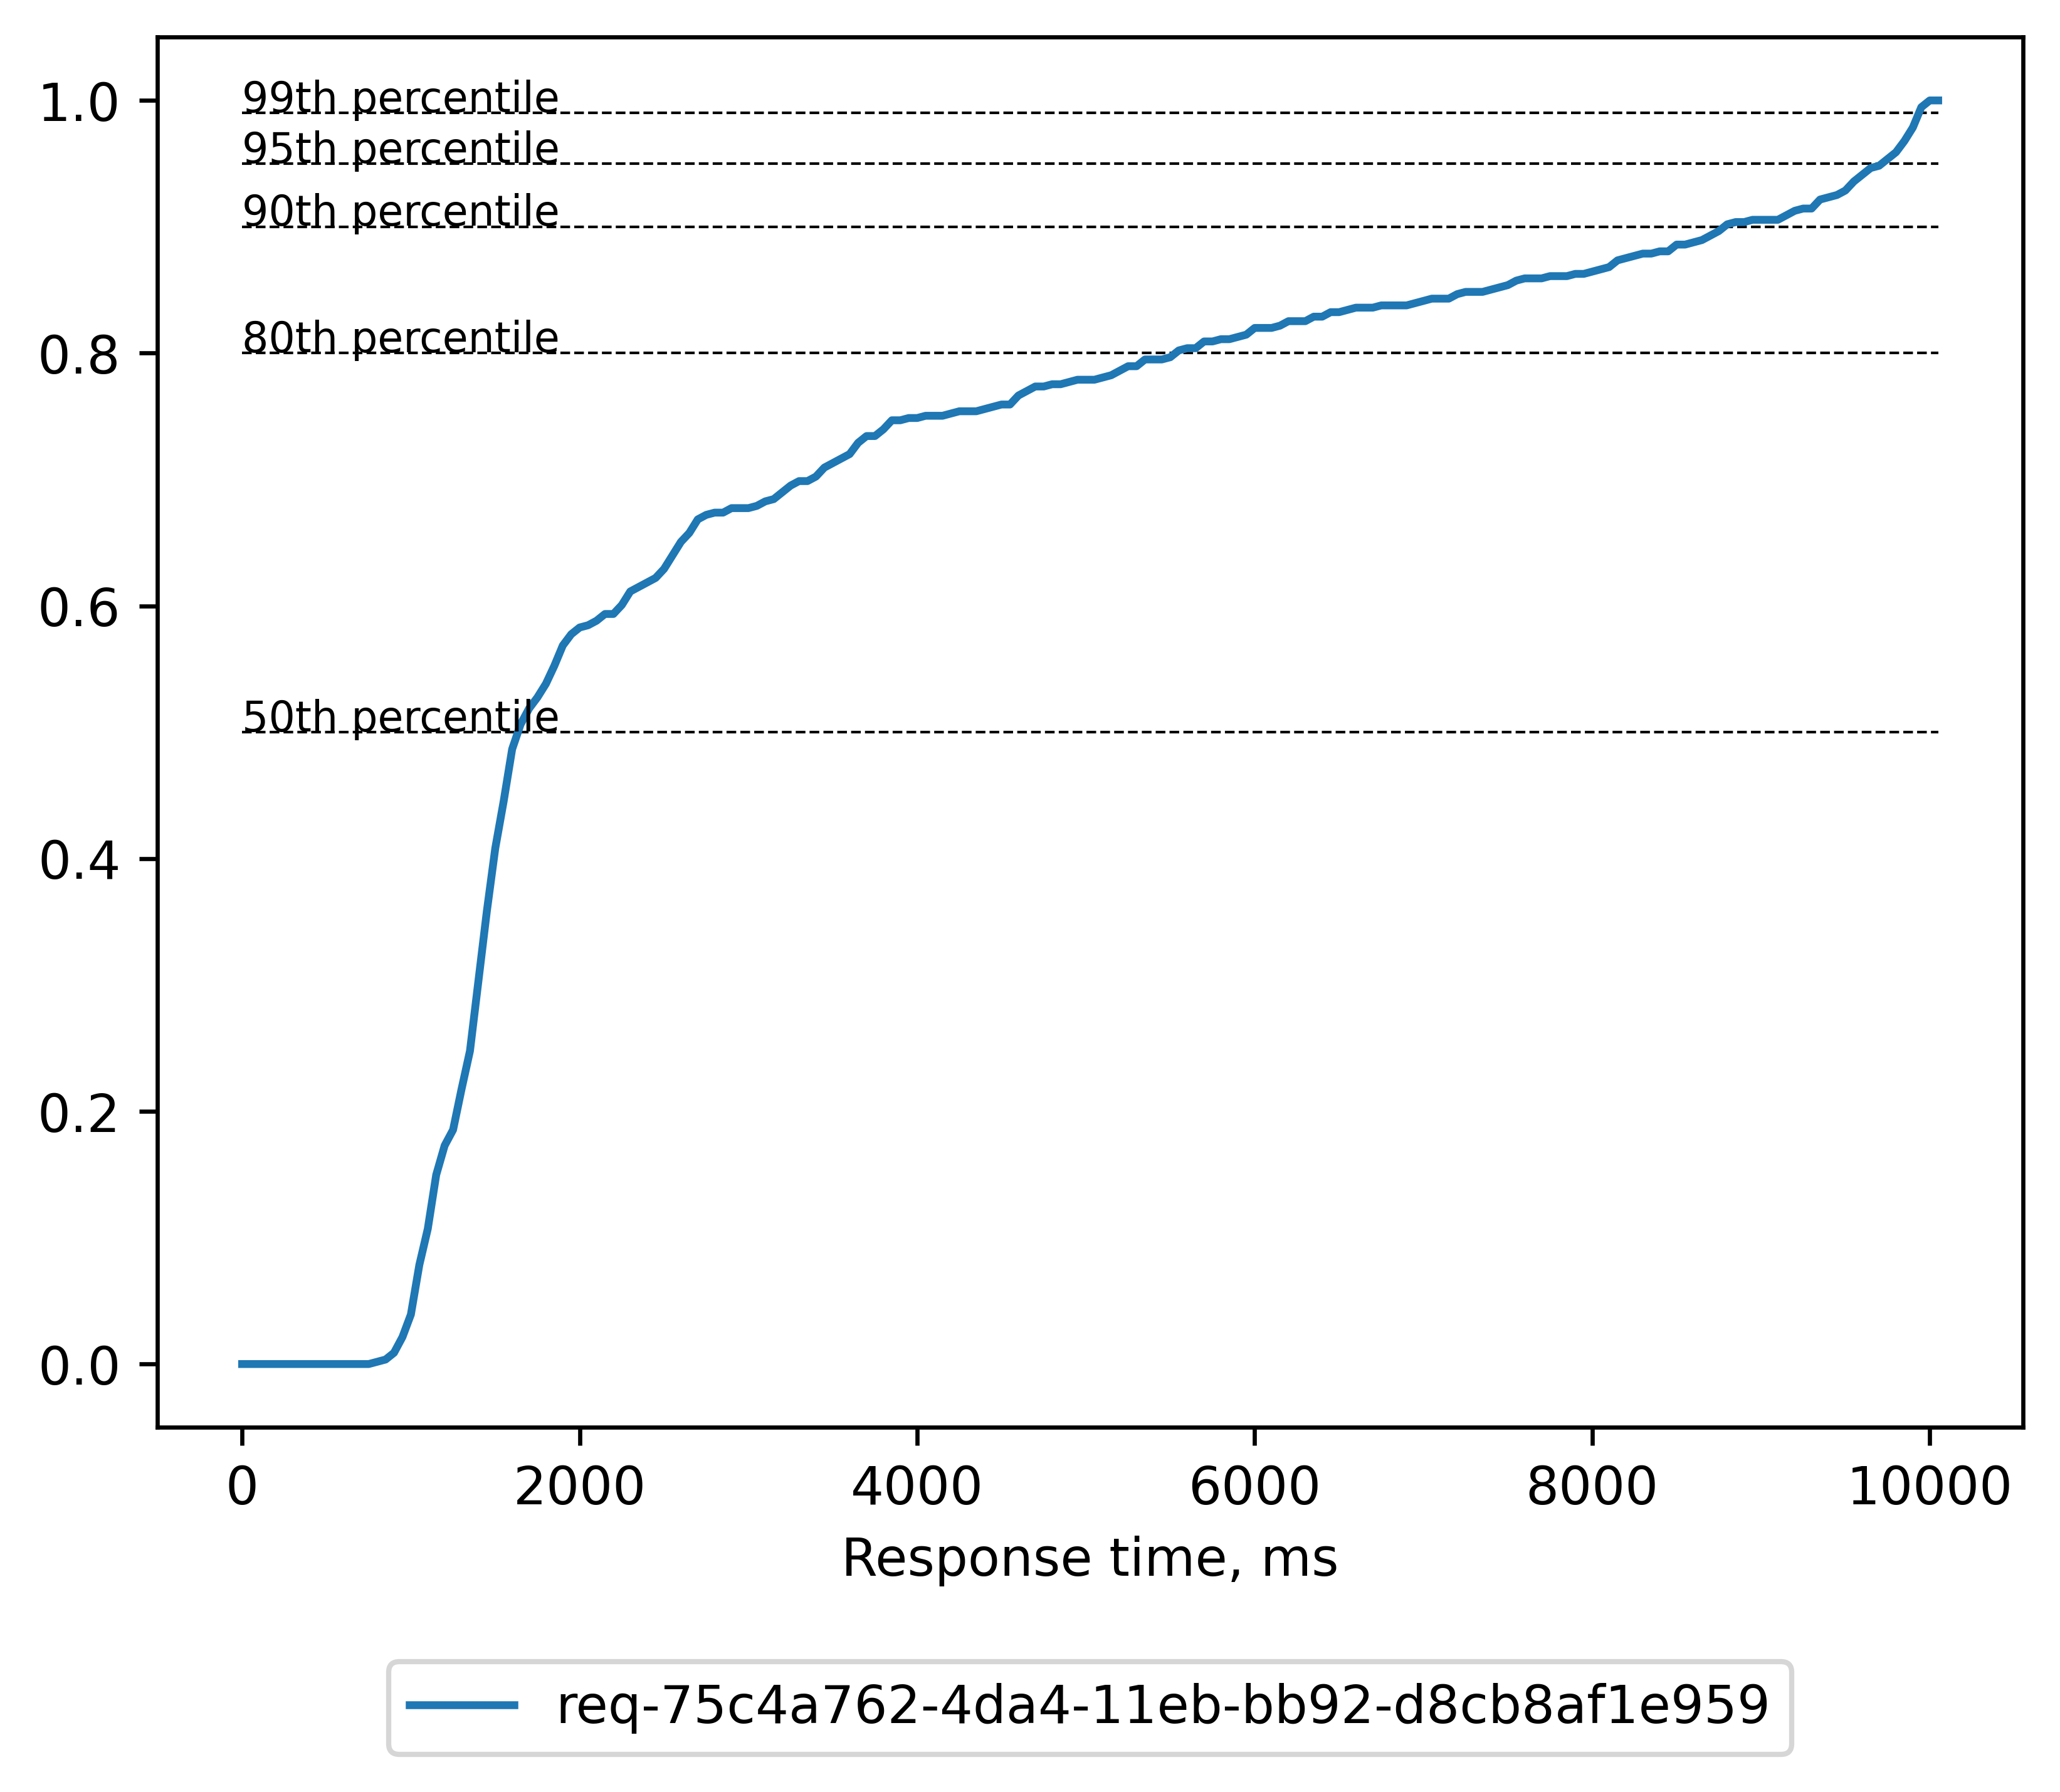 1.0
99th percentile
95th percentile
90th percentile
0.8
80th percentile
0.6
50th percentile
0.4
0.2
0.0
0 2000 4000 6000 8000 10000
Response time, ms
req-75c4a762-4da4-11eb-bb92-d8cb8af1e959